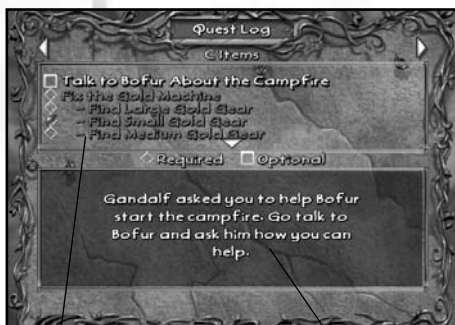 Quest Log
C Items
Talk to Bofur About the Campfire
Fix the Gold Machine
- Find Large Gold Gear
- Find Small Gold Gear
- Find Medium Gold Gear
Required Optional
Gandalf asked you to help Bofur
start the campfire. Go talk to
Bofur and ask him how you can
help.